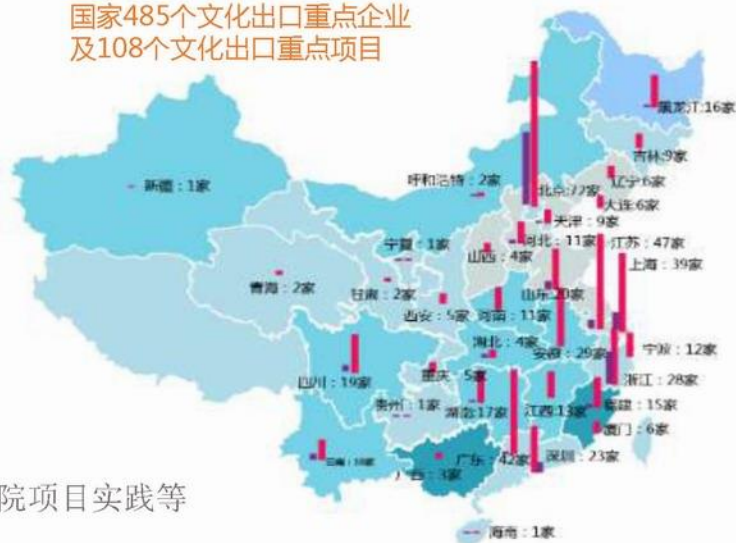 国家485个文化出口重点企业
及108个文化出口重点项目
黑龙江:16家
吉林:9家
辽宁:6家
大连:6家
新疆：1家
呼和浩特：2家
北京:72家
天津：9家
河北：11家
江苏：47家
上海：39家
宁夏：1家
山西：4家
青海：2家
甘肃：2家
西安：5家
河南：11家
山东:20家
湖北：4家
安徽：29家
宁波：12家
四川：19家
重庆：5家
浙江：28家
贵州：1家
湖南:17家
江西:13家
福建：15家
厦门：6家
广东：42家
深圳：23家
广西：3家
院项目实践等
海南：1家